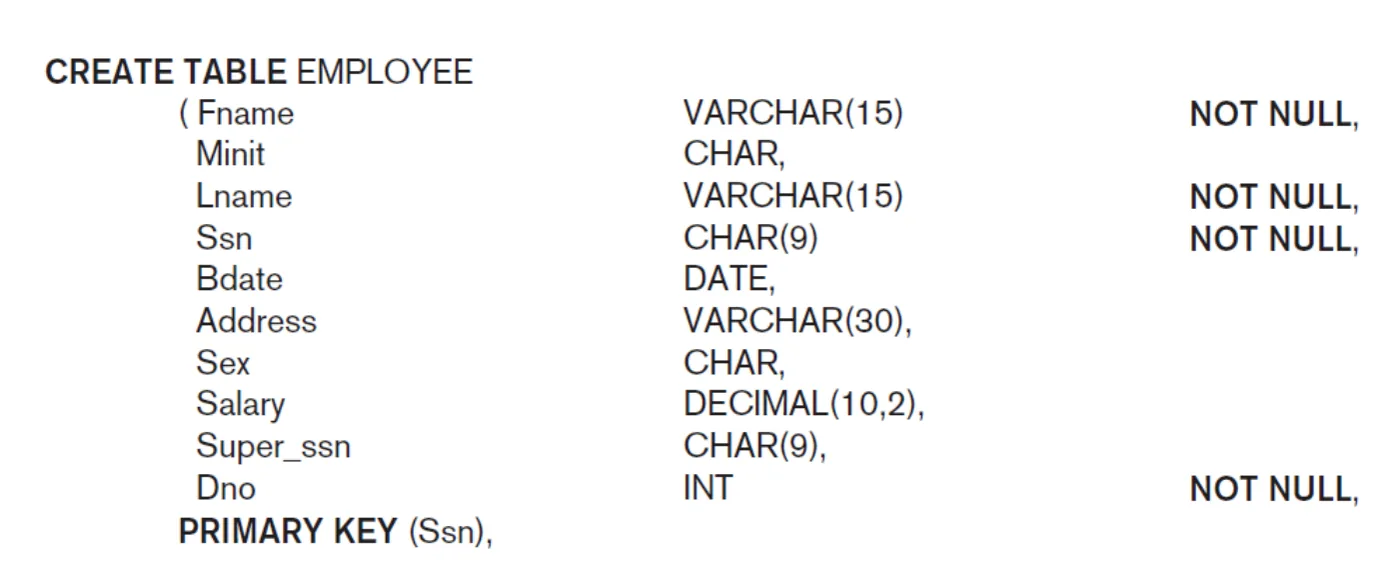 CREATE TABLE EMPLOYEE
( Fname VARCHAR(15) NOT NULL,
Minit CHAR,
Lname VARCHAR(15) NOT NULL,
Ssn CHAR(9) NOT NULL,
Bdate DATE,
Address VARCHAR(30),
Sex CHAR,
Salary DECIMAL(10,2),
Super_ssn CHAR(9),
Dno INT NOT NULL,
PRIMARY KEY (Ssn),